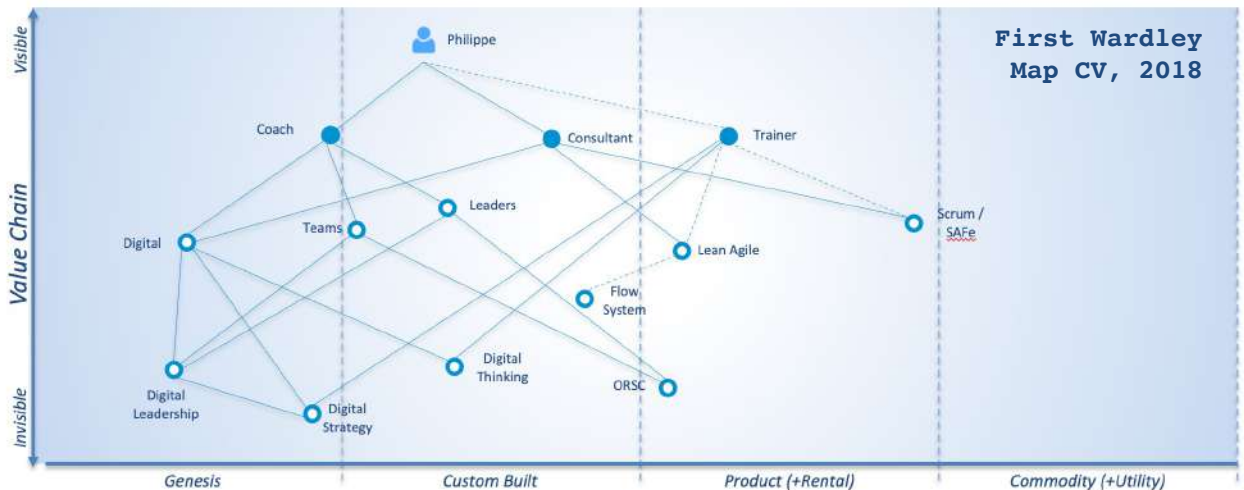 Visible
Philippe
First Wardley
Map CV, 2018
Coach
Consultant
Trainer
Value Chain
Leaders
Teams
Scrum /
SAFe
Digital
Lean Agile
Flow
System
Digital
Thinking
ORSC
Digital
Leadership
Digital
Strategy
Invisible
Genesis
Custom Built
Product (+Rental)
Commodity (+Utility)